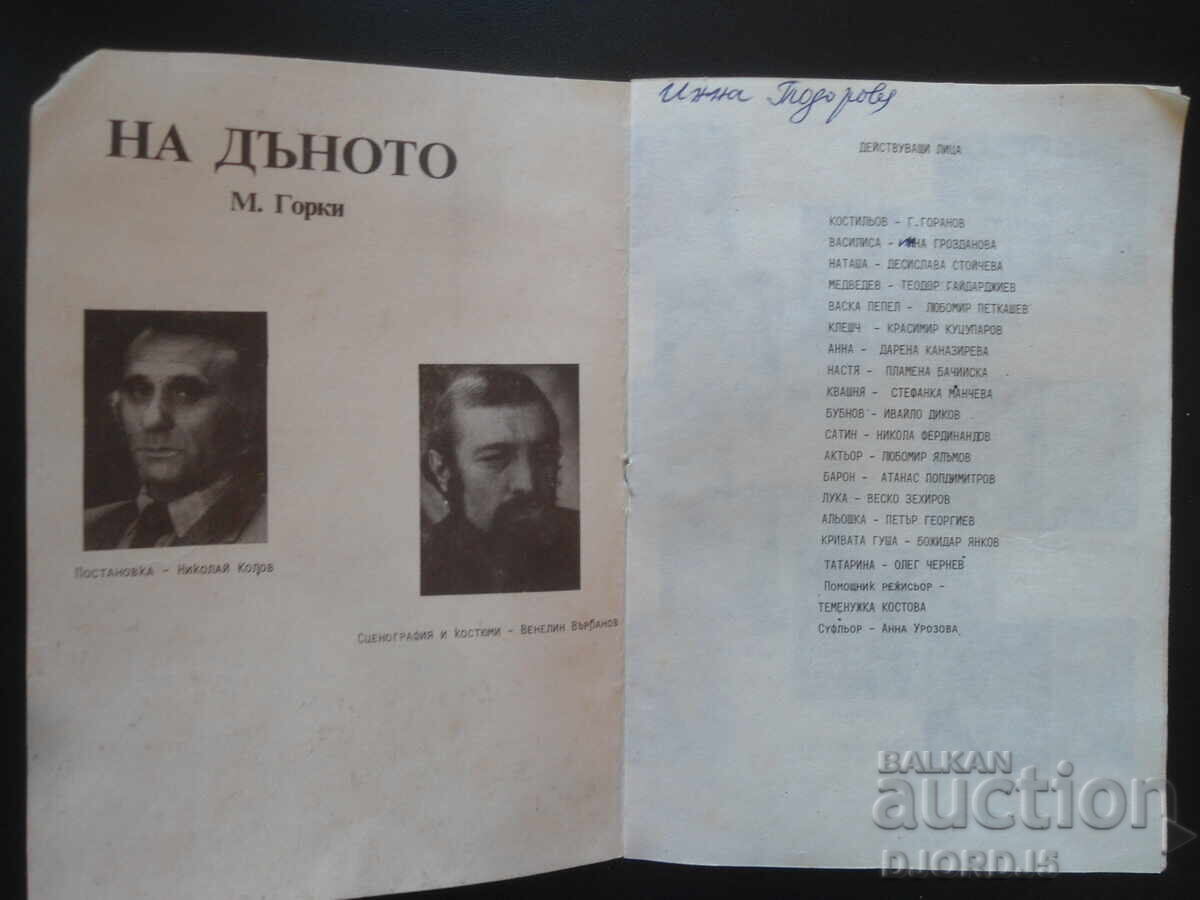 НА ДЪНОТО
М. Горки
Постановка - Николай Колов
Сценография и костюми - Венелин Върбанов
Инна Тодорова
ДЕЙСТВУВАЩИ ЛИЦА
КОСТИЛЬОВ - Г.ГОРАНОВ
ВАСИЛИСА - ИННА ГРОЗДАНОВА
НАТАША - ДЕСИСЛАВА СТОЙЧЕВА
МЕДВЕДЕВ - ТЕОДОР ГАЙДАРДЖИЕВ
ВАСКА ПЕПЕЛ - ЛЮБОМИР ПЕТКАШЕВ
КЛЕШЧ - КРАСИМИР КУЦУПАРОВ
АННА - ДАРЕНА КАНАЗИРЕВА
НАСТЯ - ПЛАМЕНА БАЧИЙСКА
КВАШНЯ - СТЕФАНКА МАНЧЕВА
БУБНОВ - ИВАЙЛО ДИКОВ
САТИН - НИКОЛА ФЕРДИНАНДОВ
АКТЬОР - ЛЮБОМИР ЯЛЪМОВ
БАРОН - АТАНАС ПОПДИМИТРОВ
ЛУКА - ВЕСКО ЗЕХИРОВ
АЛЬОШКА - ПЕТЪР ГЕОРГИЕВ
КРИВАТА ГУША - БОЖИДАР ЯНКОВ
ТАТАРИНА - ОЛЕГ ЧЕРНЕВ
Помощник режисьор -
ТЕМЕНУЖКА КОСТОВА
Суфльор - Анна Урозова
BALKAN
auction
DJORDJ5